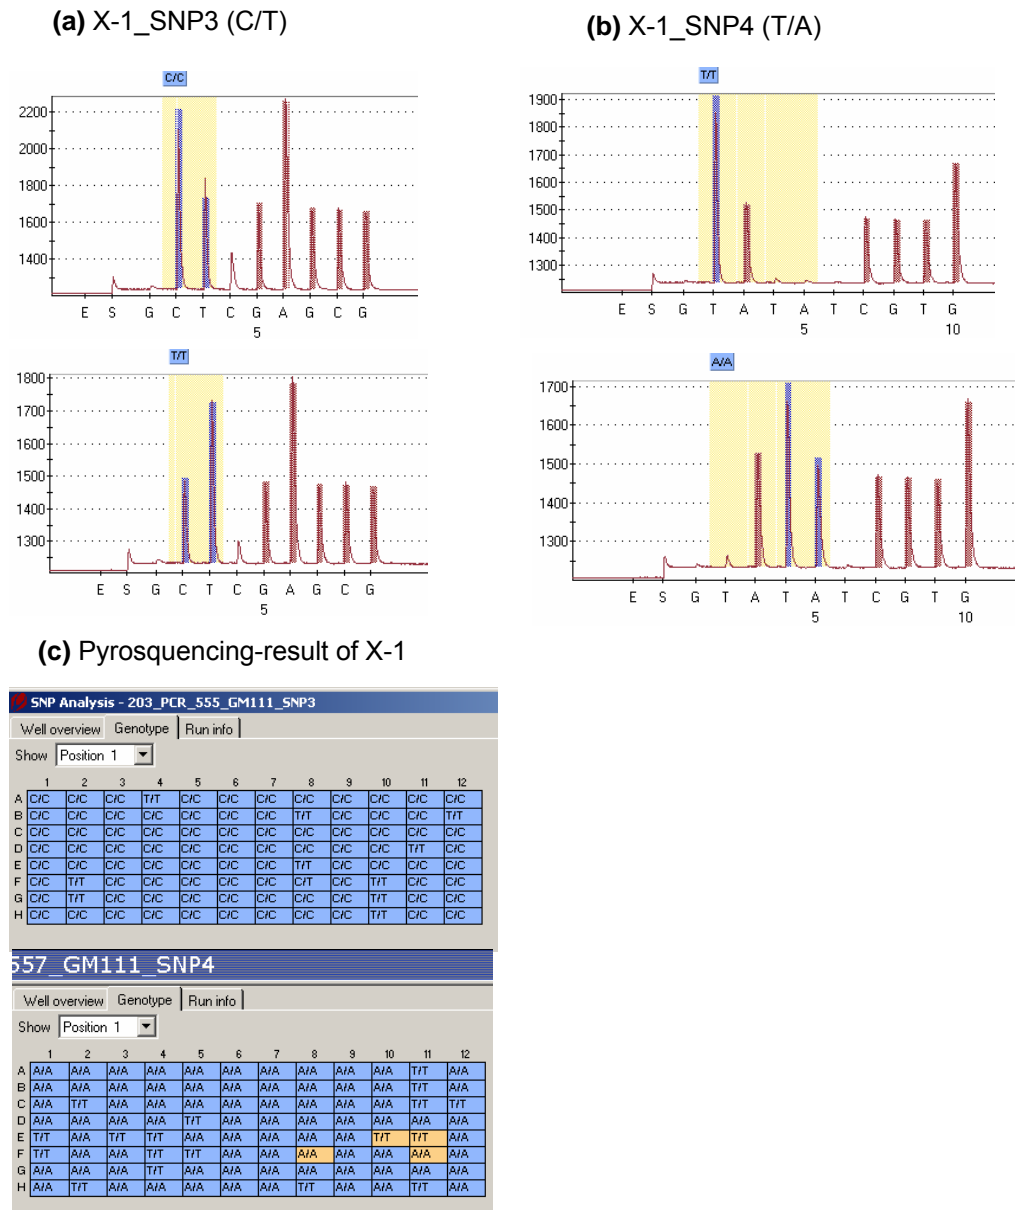 (a) X-1_SNP3 (C/T)
C/C
2200
2000
1800
1600
1400
E S G C T C G A G C G
5
T/T
1800
1700
1600
1500
1400
1300
E S G C T C G A G C G
5
(b) X-1_SNP4 (T/A)
T/T
1900
1800
1700
1600
1500
1400
1300
E S G T A T A T C G T G
5 10
A/A
1700
1600
1500
1400
1300
E S G T A T A T C G T G
5 10
(c) Pyrosquencing-result of X-1
SNP Analysis - 203_PCR_555_GM111_SNP3
Well overview Genotype Run info
Show Position 1
1 2 3 4 5 6 7 8 9 10 11 12
A C/C C/C C/C T/T C/C C/C C/C C/C C/C C/C C/C C/C
B C/C C/C C/C C/C C/C C/C C/C T/T C/C C/C C/C T/T
C C/C C/C C/C C/C C/C C/C C/C C/C C/C C/C C/C C/C
D C/C C/C C/C C/C C/C C/C C/C C/C C/C C/C T/T C/C
E C/C C/C C/C C/C C/C C/C C/C T/T C/C C/C C/C C/C
F C/C T/T C/C C/C C/C C/C C/C C/T C/C T/T C/C C/C
G C/C T/T C/C C/C C/C C/C C/C C/C C/C T/T C/C C/C
H C/C C/C C/C C/C C/C C/C C/C C/C C/C T/T C/C C/C
557_GM111_SNP4
Well overview Genotype Run info
Show Position 1
1 2 3 4 5 6 7 8 9 10 11 12
A A/A A/A A/A A/A A/A A/A A/A A/A A/A A/A T/T A/A
B A/A A/A A/A A/A A/A A/A A/A A/A A/A A/A T/T A/A
C A/A T/T A/A A/A A/A A/A A/A A/A A/A A/A T/T T/T
D A/A A/A A/A A/A T/T A/A A/A A/A A/A A/A A/A A/A
E T/T A/A T/T T/T A/A A/A A/A A/A A/A T/T T/T A/A
F T/T A/A A/A T/T T/T A/A A/A A/A A/A A/A A/A A/A
G A/A A/A A/A T/T A/A A/A A/A A/A A/A A/A A/A A/A
H A/A T/T A/A A/A A/A A/A A/A T/T A/A A/A T/T A/A